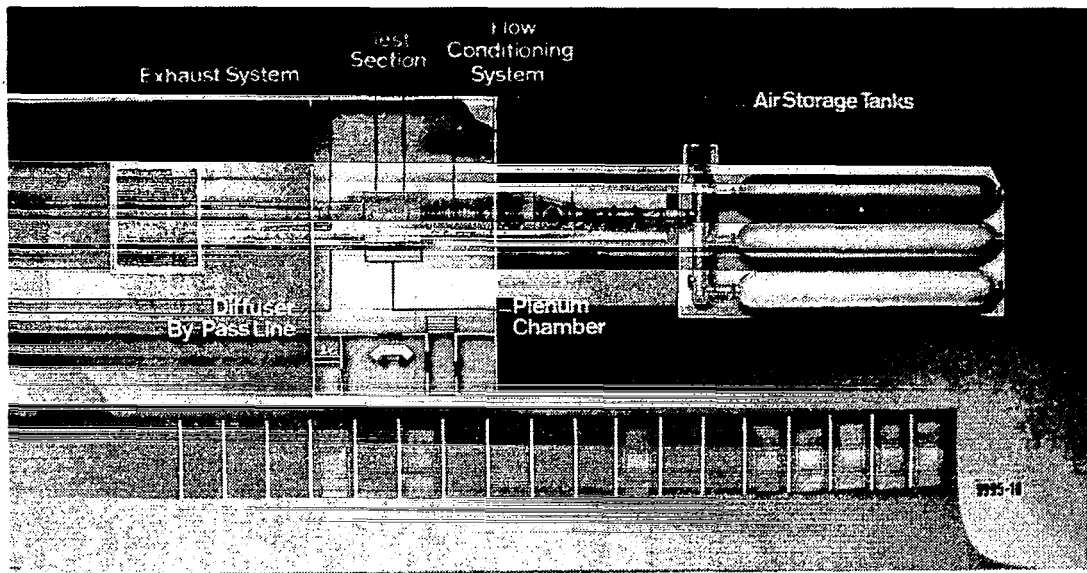 Flow
Test
Conditioning
Section
System
Exhaust System
Air Storage Tanks
Diffuser
By-Pass Line
Plenum
Chamber